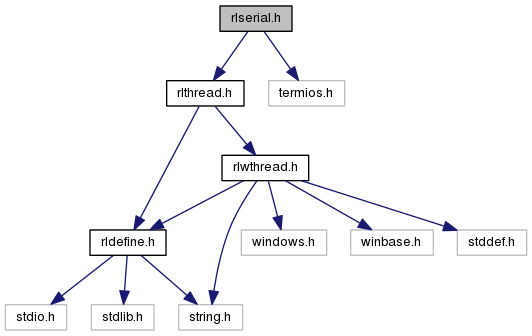 rlserial.h
rlthread.h
termios.h
rlwthread.h
rldefine.h
windows.h
winbase.h
stddef.h
stdio.h
stdlib.h
string.h